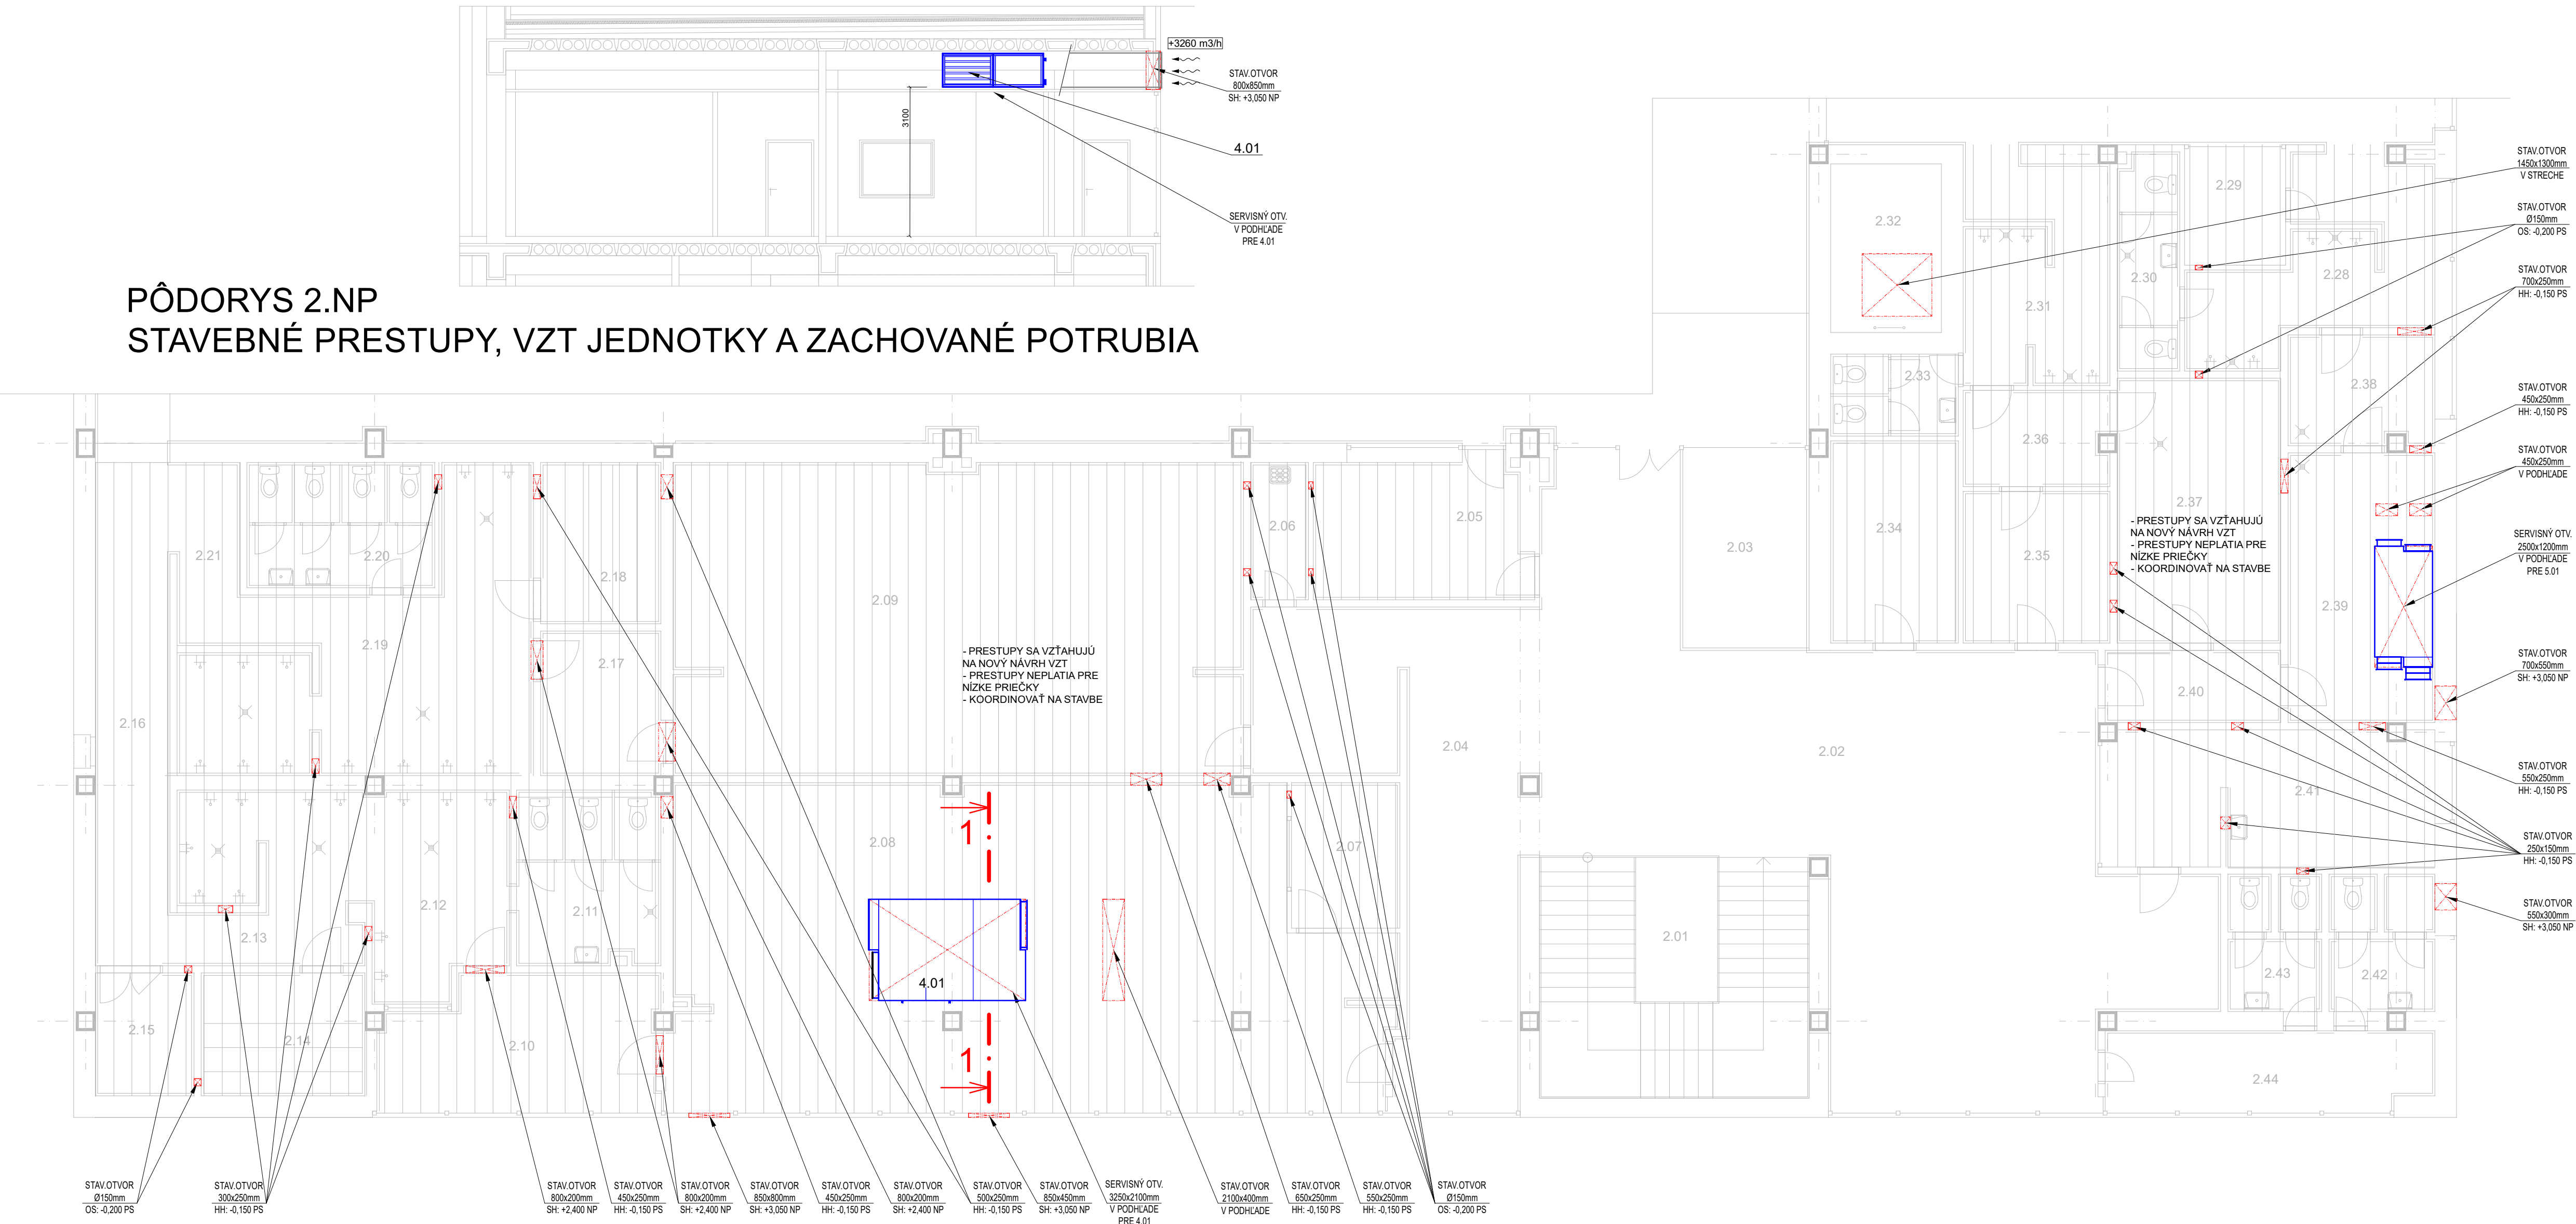 +3260 m3/h
STAV.OTVOR
800x850mm
SH: +3,050 NP
3100
4.01
SERVISNÝ OTV.
V PODHĽADE
PRE 4.01
PÔDORYS 2.NP
STAVEBNÉ PRESTUPY, VZT JEDNOTKY A ZACHOVANÉ POTRUBIA
STAV.OTVOR
1450x1300mm
V STRECHE
STAV.OTVOR
Ø150mm
OS: -0,200 PS
STAV.OTVOR
700x250mm
HH: -0,150 PS
STAV.OTVOR
450x250mm
HH: -0,150 PS
STAV.OTVOR
450x250mm
V PODHĽADE
SERVISNÝ OTV.
2500x1200mm
V PODHĽADE
PRE 5.01
STAV.OTVOR
700x550mm
SH: +3,050 NP
STAV.OTVOR
550x250mm
HH: -0,150 PS
STAV.OTVOR
250x150mm
HH: -0,150 PS
STAV.OTVOR
550x300mm
SH: +3,050 NP
2.32
2.29
2.28
2.30
2.31
2.33
2.38
2.36
2.37
2.34
2.35
2.03
- PRESTUPY SA VZŤAHUJÚ
NA NOVÝ NÁVRH VZT
- PRESTUPY NEPLATIA PRE
NÍZKE PRIEČKY
- KOORDINOVAŤ NA STAVBE
2.39
2.40
2.41
2.02
2.01
2.43
2.42
2.44
2.21
2.20
2.18
2.09
2.06
2.05
2.19
2.17
2.16
- PRESTUPY SA VZŤAHUJÚ
NA NOVÝ NÁVRH VZT
- PRESTUPY NEPLATIA PRE
NÍZKE PRIEČKY
- KOORDINOVAŤ NA STAVBE
2.04
2.08
1
2.07
2.12
2.11
2.13
4.01
2.15
2.14
2.10
1
STAV.OTVOR
Ø150mm
OS: -0,200 PS
STAV.OTVOR
300x250mm
HH: -0,150 PS
STAV.OTVOR
800x200mm
SH: +2,400 NP
STAV.OTVOR
450x250mm
HH: -0,150 PS
STAV.OTVOR
800x200mm
SH: +2,400 NP
STAV.OTVOR
850x800mm
SH: +3,050 NP
STAV.OTVOR
450x250mm
HH: -0,150 PS
STAV.OTVOR
800x200mm
SH: +2,400 NP
STAV.OTVOR
500x250mm
HH: -0,150 PS
STAV.OTVOR
850x450mm
SH: +3,050 NP
SERVISNÝ OTV.
3250x2100mm
V PODHĽADE
PRE 4.01
STAV.OTVOR
2100x400mm
V PODHĽADE
STAV.OTVOR
650x250mm
HH: -0,150 PS
STAV.OTVOR
550x250mm
HH: -0,150 PS
STAV.OTVOR
Ø150mm
OS: -0,200 PS